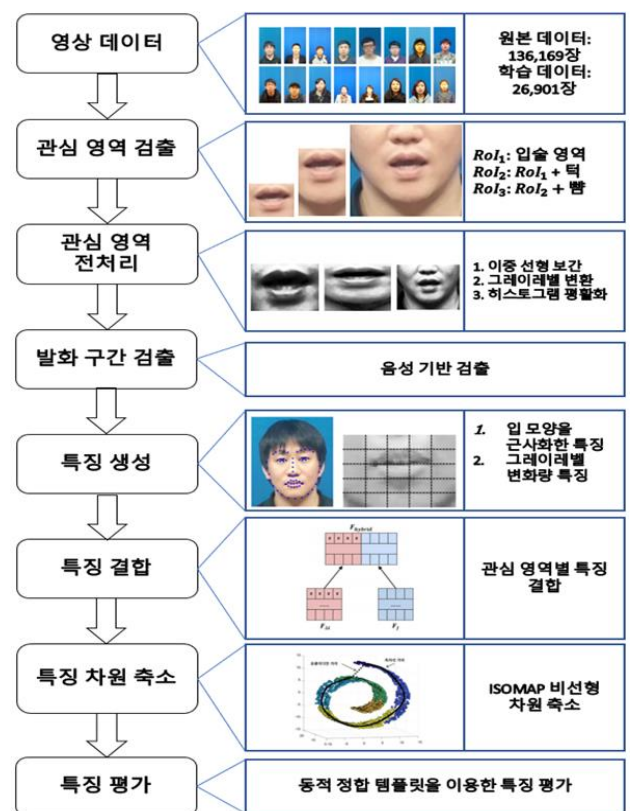 영상 데이터
원본 데이터:
136,169장
학습 데이터:
26,901장
관심 영역 검출
RoI₁: 입술 영역
RoI₂: RoI₁ + 턱
RoI₃: RoI₂ + 뺨
관심 영역
전처리
1. 이중 선형 보간
2. 그레이레벨 변환
3. 히스토그램 평활화
발화 구간 검출
음성 기반 검출
특징 생성
1. 입 모양을
근사화한 특징
2. 그레이레벨
변화량 특징
특징 결합
F_hybrid
관심 영역별 특징
결합
특징 차원 축소
ISOMAP 비선형
차원 축소
특징 평가
동적 정합 템플릿을 이용한 특징 평가